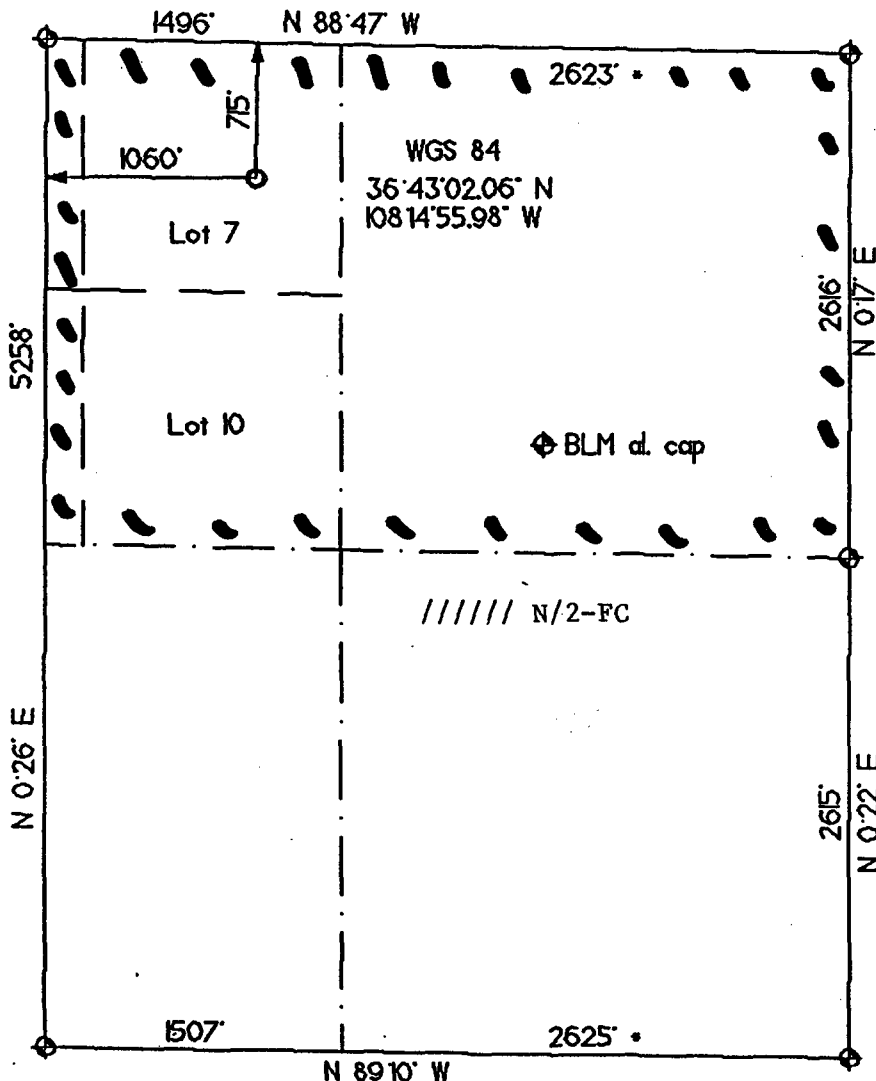 1496' N 88°47' W
2623' *
715'
1060'
WGS 84
36°43'02.06" N
108°14'55.98" W
Lot 7
2616'
N 0°17' E
5258'
Lot 10
BLM al. cap
////// N/2-FC
N 0°26' E
2615'
N 0°22' E
1507'
2625' *
N 89°10' W